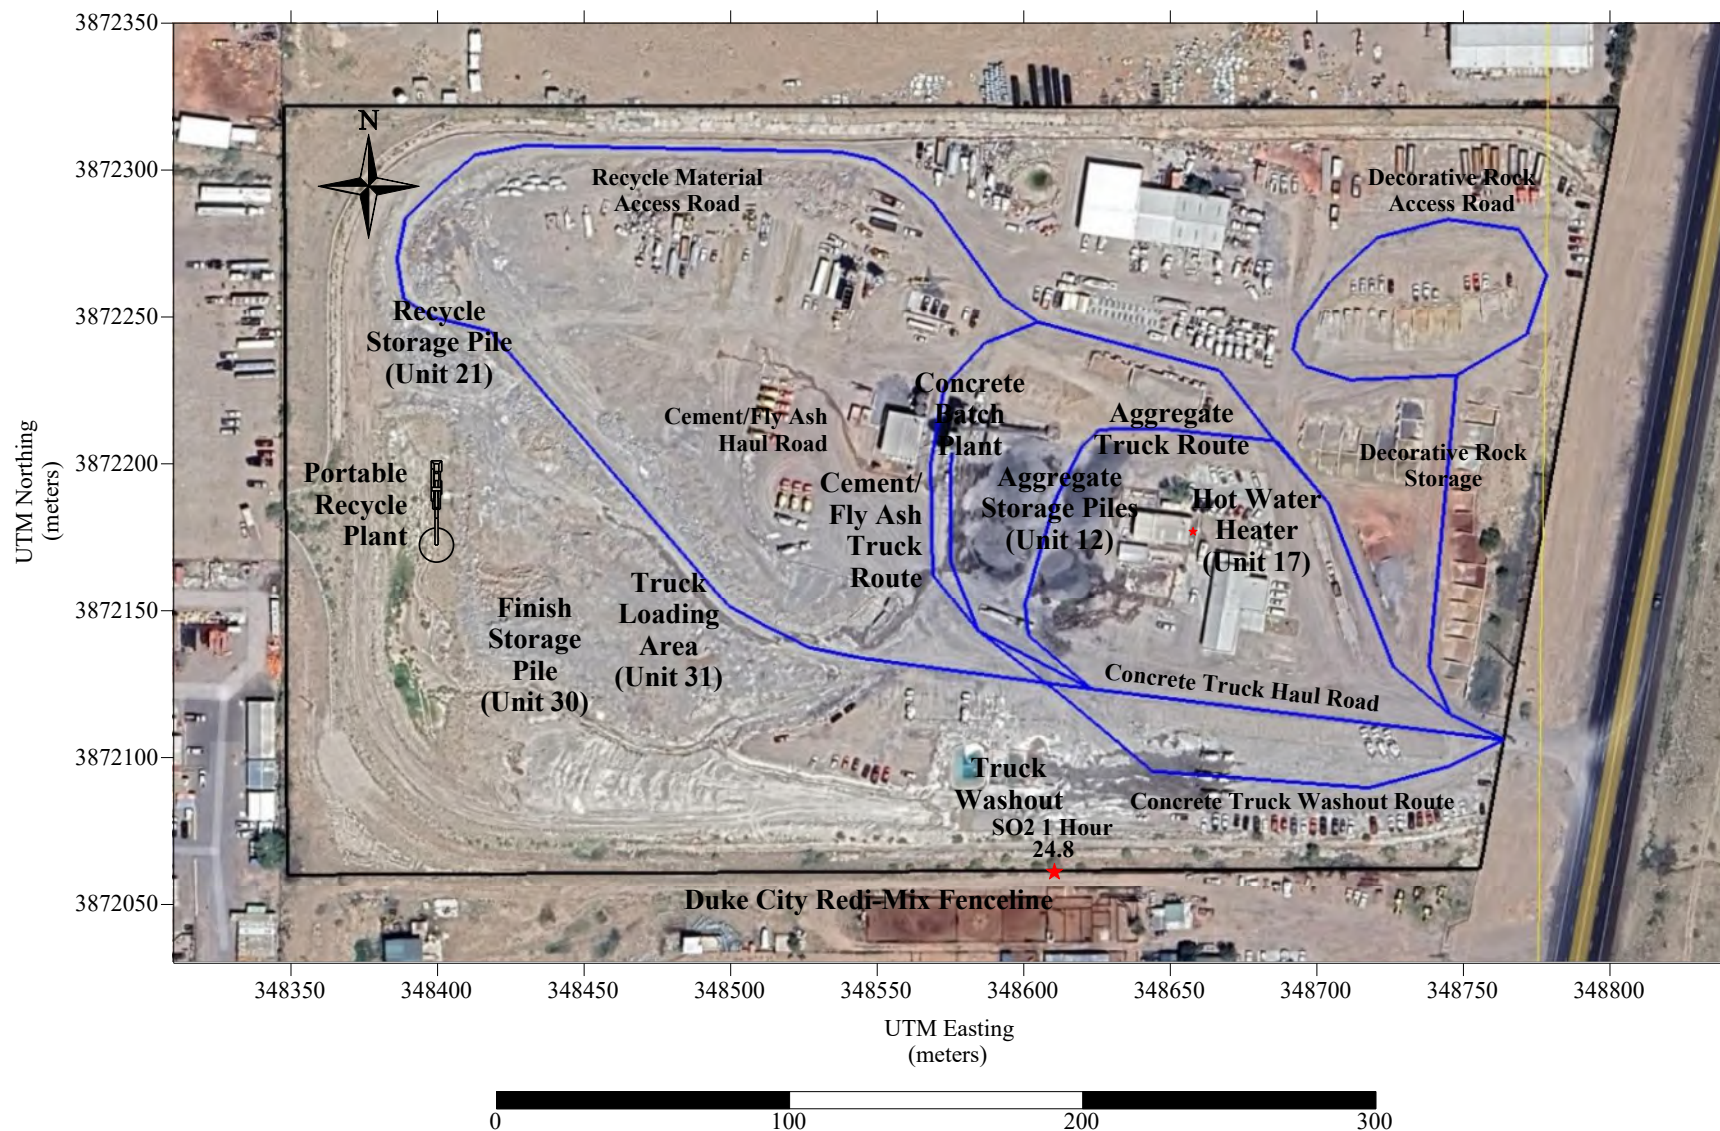 3872350
3872300
3872250
3872200
3872150
3872100
3872050
UTM Northing
(meters)
N
Recycle Material
Access Road
Decorative Rock
Access Road
Recycle
Storage Pile
(Unit 21)
Concrete
Batch
Plant
Cement/Fly Ash
Haul Road
Aggregate
Truck Route
Decorative Rock
Storage
Portable
Recycle
Plant
Cement/
Fly Ash
Truck
Route
Aggregate
Storage Piles
(Unit 12)
Hot Water
Heater
(Unit 17)
Finish
Storage
Pile
(Unit 30)
Truck
Loading
Area
(Unit 31)
Concrete Truck Haul Road
Truck
Washout
Concrete Truck Washout Route
SO2 1 Hour
24.8
Duke City Redi-Mix Fenceline
348350 348400 348450 348500 348550 348600 348650 348700 348750 348800
UTM Easting
(meters)
0 100 200 300